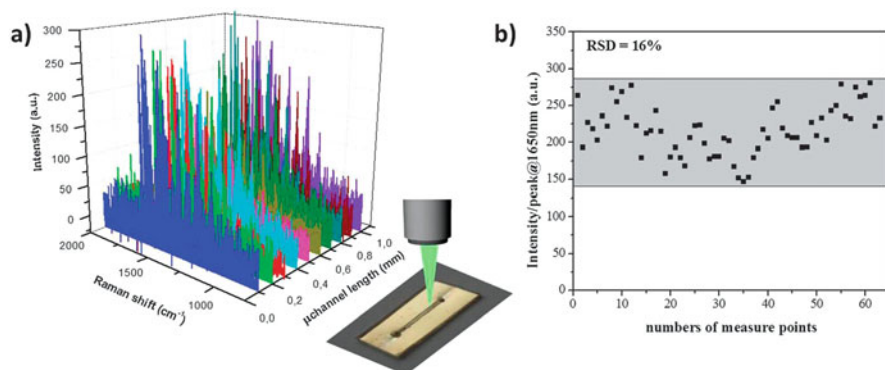 a)
300
250
200
150
100
50
0
Intensity (a.u.)
2000
1500
1000
Raman shift (cm⁻¹)
0,0
0,2
0,4
0,6
0,8
1,0
µchannel length (mm)
b)
RSD = 16%
350
300
250
200
150
100
50
0
Intensity/peak@1650nm (a.u.)
0 10 20 30 40 50 60
numbers of measure points